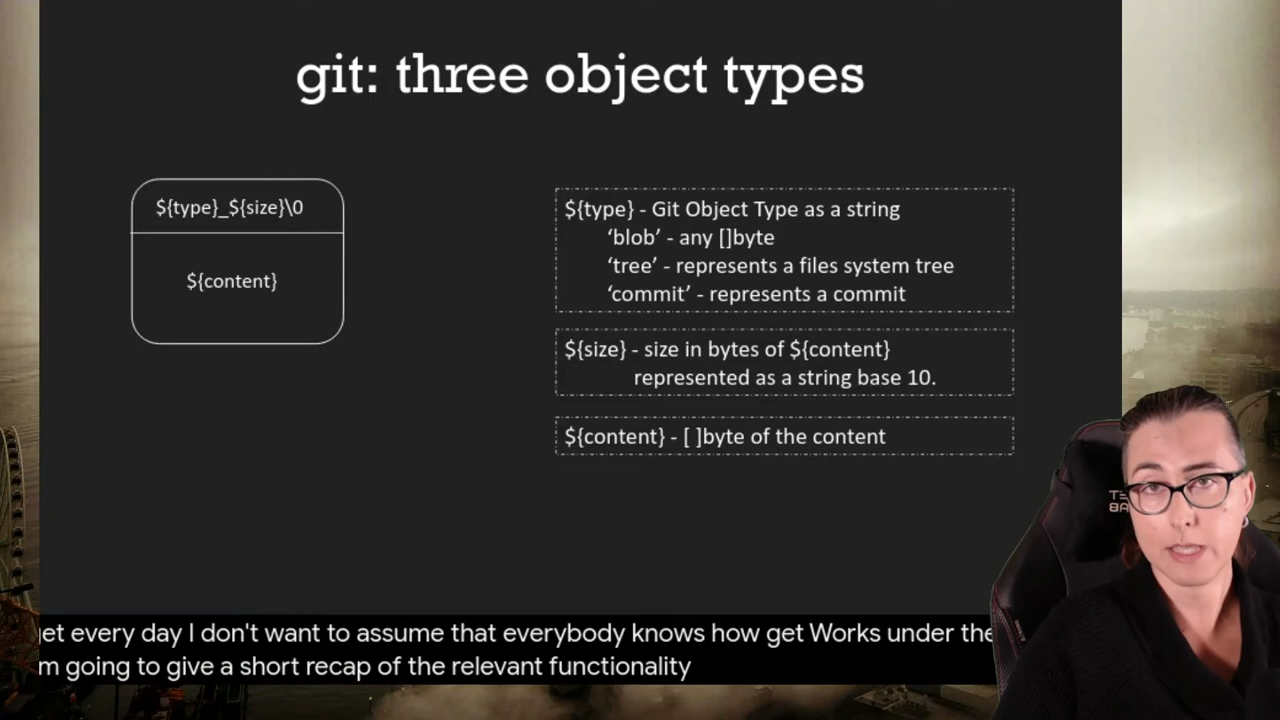 git: three object types
${type}_${size}\0
${content}
${type} - Git Object Type as a string
‘blob’ - any []byte
‘tree’ - represents a files system tree
‘commit’ - represents a commit
${size} - size in bytes of ${content}
represented as a string base 10.
${content} - [ ]byte of the content
every day I don't want to assume that everybody knows how get Works under the
going to give a short recap of the relevant functionality